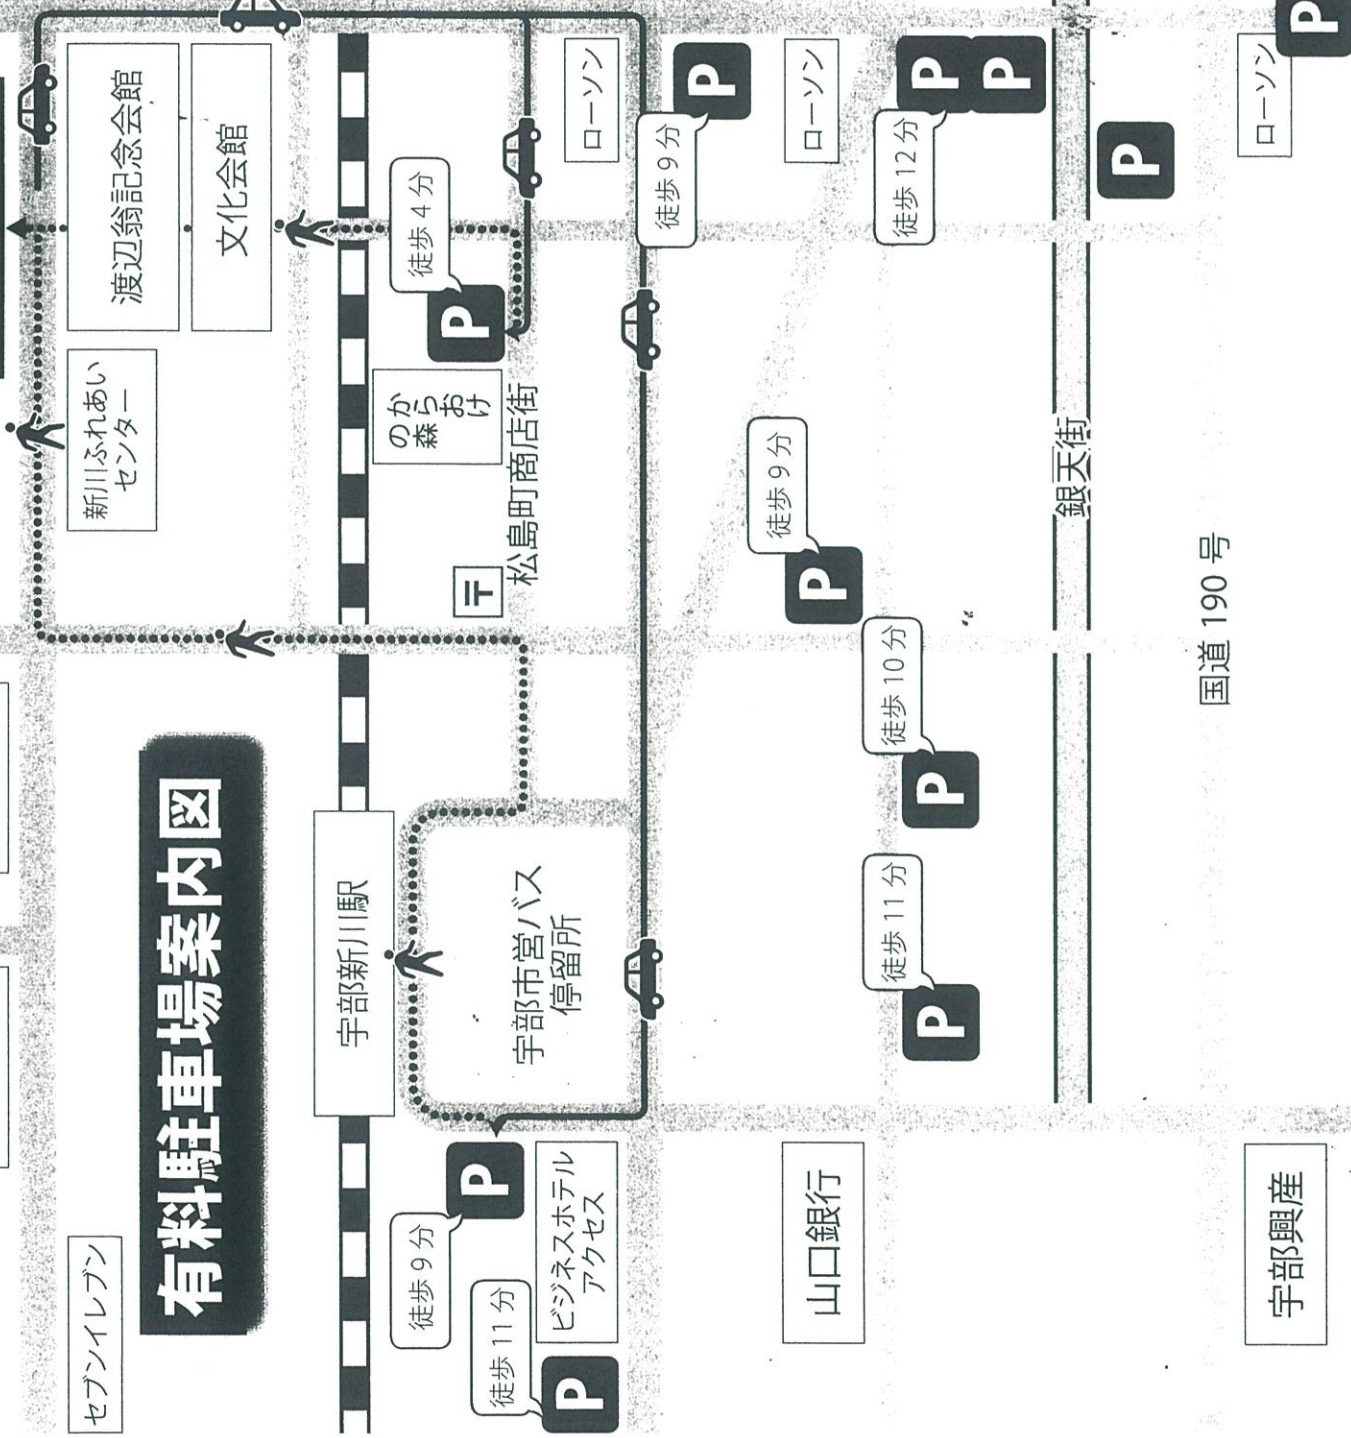 有料駐車場案内図
セブンイレブン
新川ふれあい
センター
渡辺翁記念会館
文化会館
宇部新川駅
徒歩 9 分
P
徒歩 11 分
P
ビジネスホテル
アクセス
宇部市営バス
停留所
〒
松島町商店街
からおけ
の森
徒歩 4 分
P
ローソン
徒歩 9 分
P
ローソン
徒歩 12 分
P
P
徒歩 9 分
P
徒歩 10 分
P
徒歩 11 分
P
山口銀行
銀天街
P
国道 190 号
宇部興産
ローソン
P